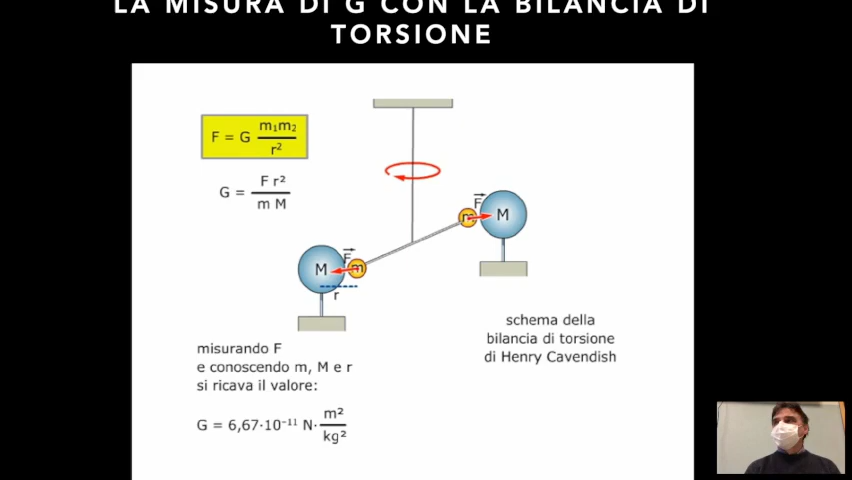 LA MISURA DI G CON LA BILANCIA DI
TORSIONE
F = G m₁m₂
r²
G = F r²
m M
F
m
M
F
M
m
r
schema della
bilancia di torsione
di Henry Cavendish
misurando F
e conoscendo m, M e r
si ricava il valore:
G = 6,67·10⁻¹¹ N· m²
kg²